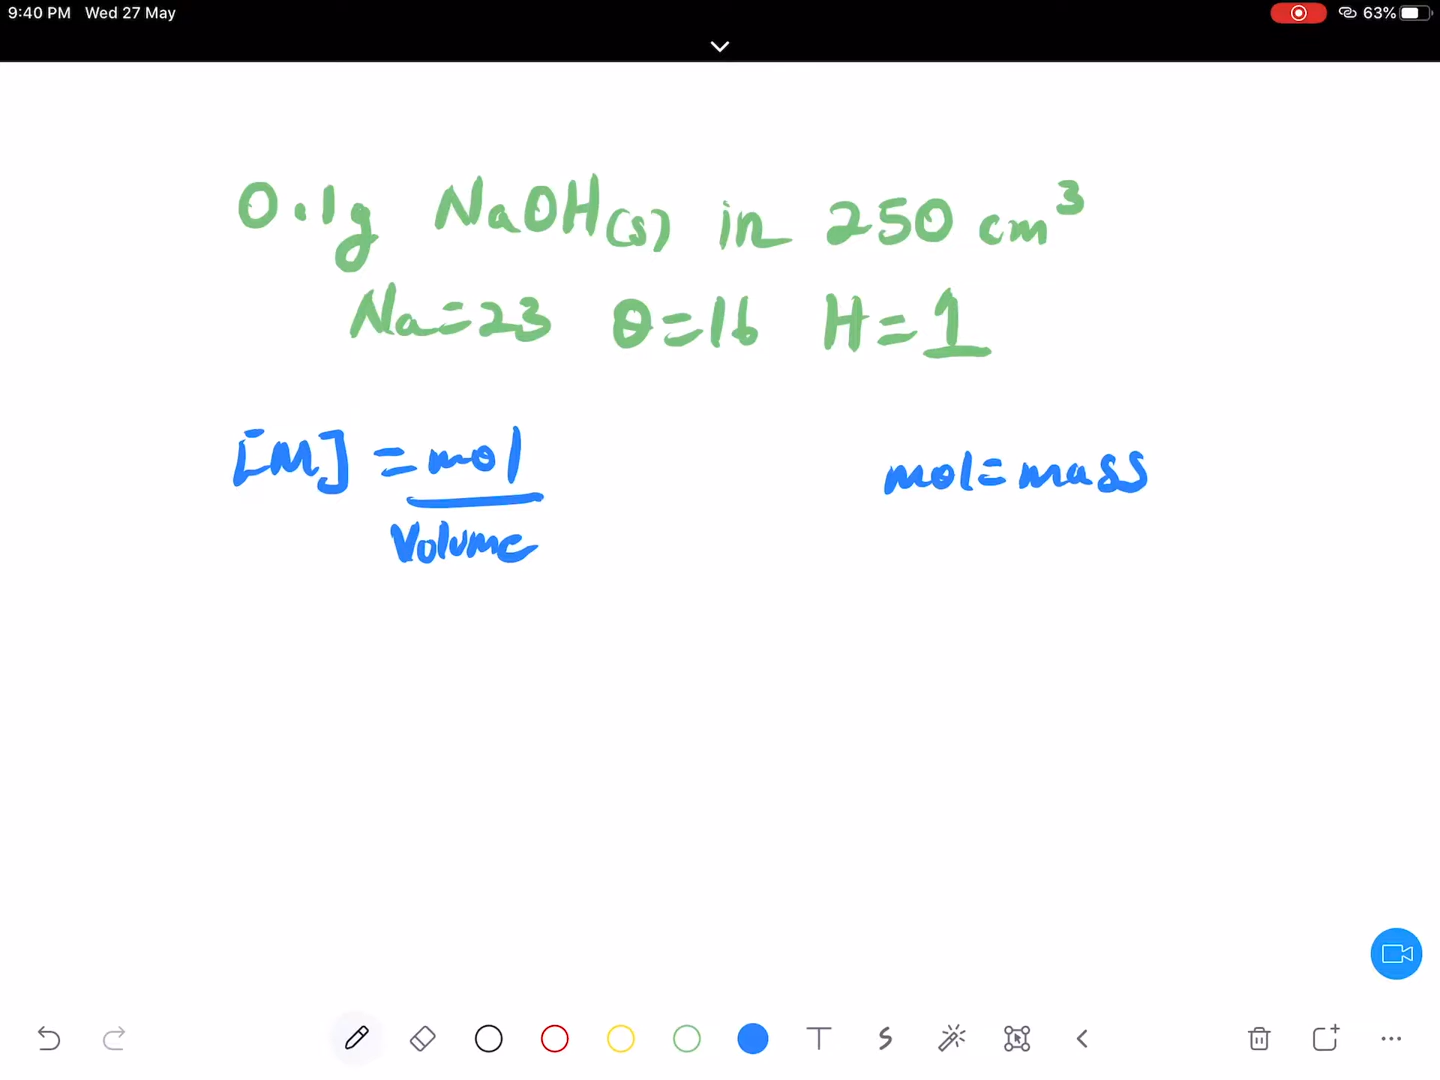 9:40 PM Wed 27 May 63%
0.1g NaOH(s) in 250 cm³
Na=23 O=16 H=1
[M] = mol mol=mass
Volume
T